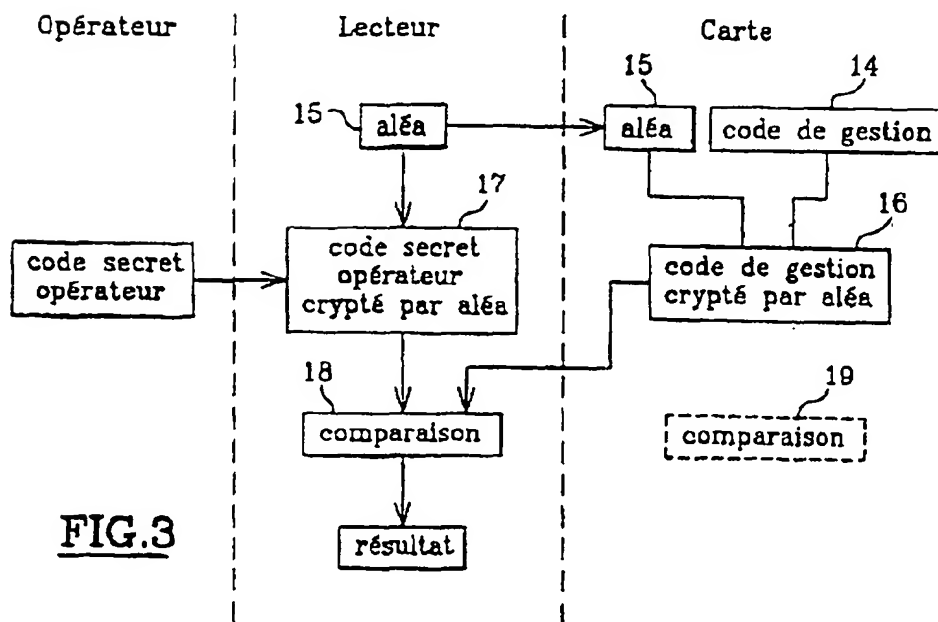 Opérateur
Lecteur
Carte
15
aléa
15
aléa
14
code de gestion
17
code secret
opérateur
code secret
opérateur
crypté par aléa
16
code de gestion
crypté par aléa
18
comparaison
19
comparaison
résultat
FIG.3